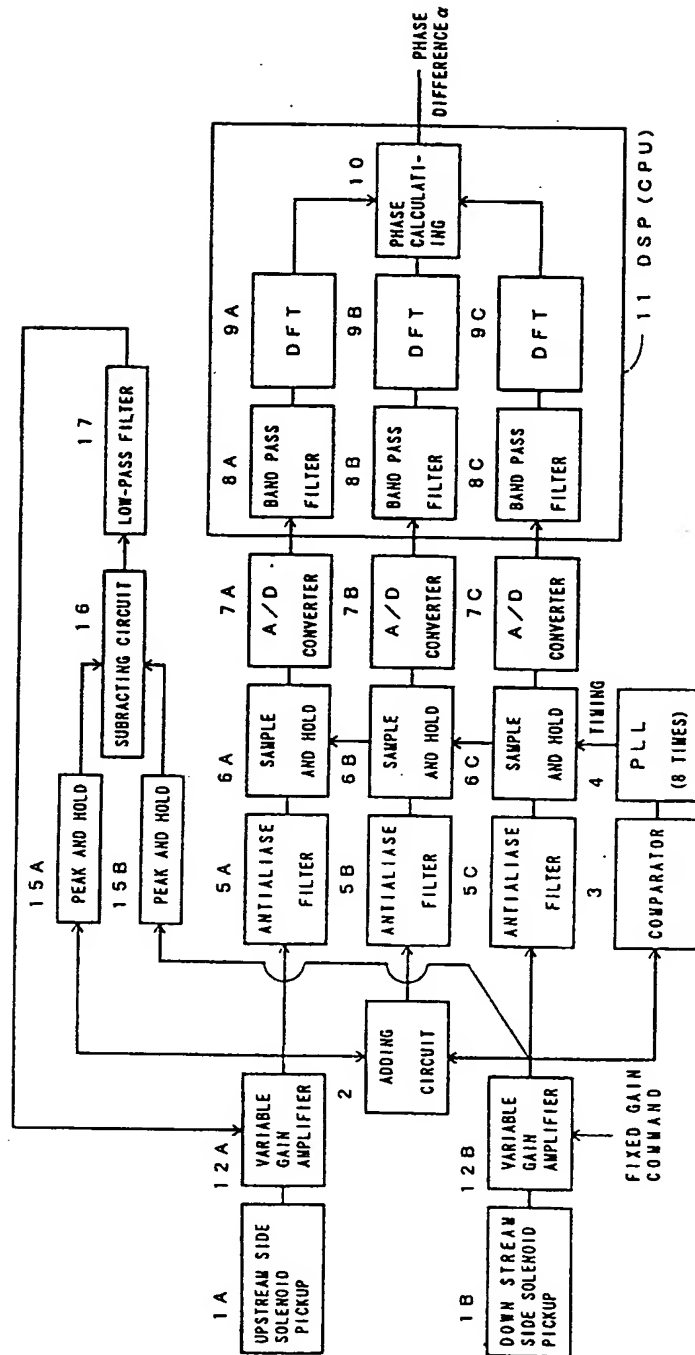 1A
UPSTREAM SIDE
SOLENOID
PICKUP
12A
VARIABLE
GAIN
AMPLIFIER
1B
DOWN STREAM
SIDE SOLENOID
PICKUP
12B
VARIABLE
GAIN
AMPLIFIER
FIXED GAIN
COMMAND
2
ADDING
CIRCUIT
15A
PEAK AND HOLD
15B
PEAK AND HOLD
16
SUBRACTING CIRCUIT
17
LOW-PASS FILTER
5A
ANTIALIASE
FILTER
5B
ANTIALIASE
FILTER
5C
ANTIALIASE
FILTER
3
COMPARATOR
6A
SAMPLE
AND HOLD
6B
SAMPLE
AND HOLD
6C
SAMPLE
AND HOLD
4
TIMING
PLL
(8 TIMES)
7A
A/D
CONVERTER
7B
A/D
CONVERTER
7C
A/D
CONVERTER
8A
BAND PASS
FILTER
8B
BAND PASS
FILTER
8C
BAND PASS
FILTER
9A
DFT
9B
DFT
9C
DFT
10
PHASE
CALCULATI-
ING
PHASE
DIFFERENCE α
11 DSP (CPU)